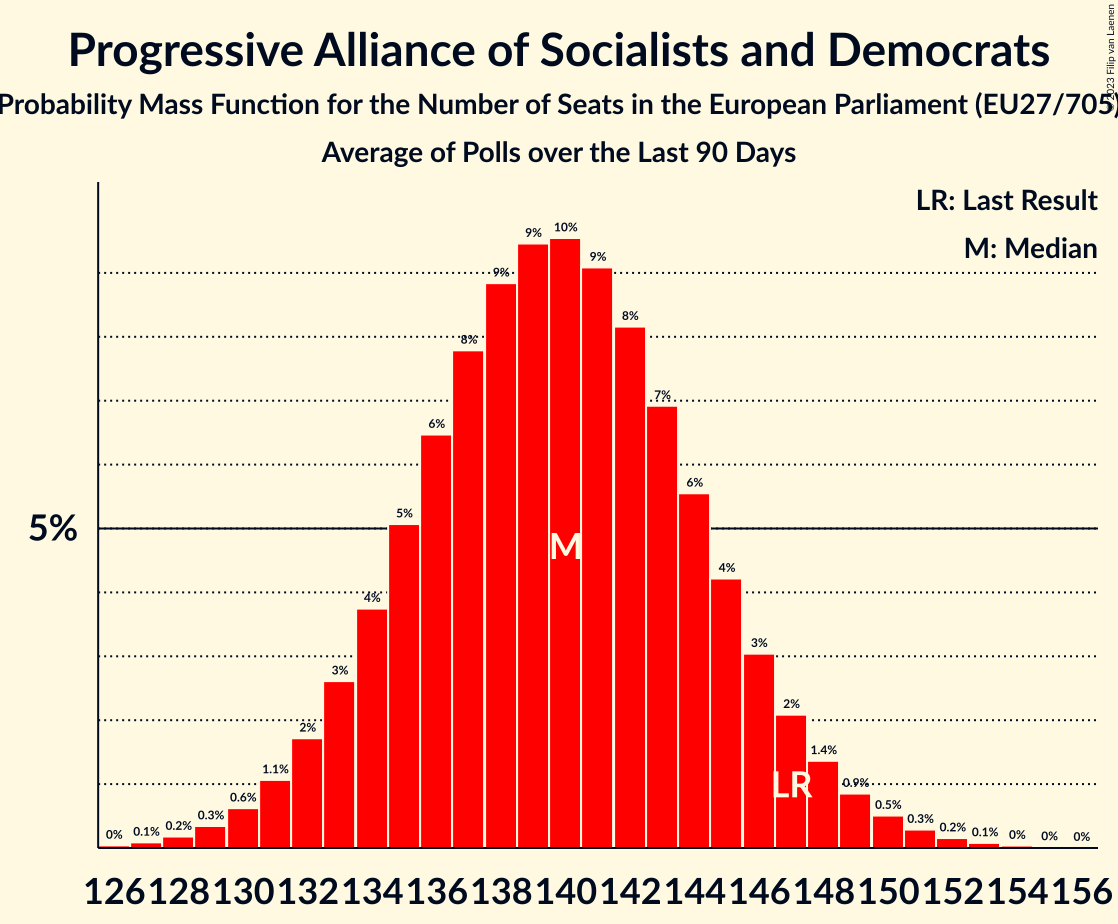 Progressive Alliance of Socialists and Democrats
Probability Mass Function for the Number of Seats in the European Parliament (EU27/705)
Average of Polls over the Last 90 Days
© 2023 Filip van Laenen
LR: Last Result
M: Median
5%
0% 0.1% 0.2% 0.3% 0.6% 1.1% 2% 3% 4% 5% 6% 8% 9% 9% 10% 9% 8% 7% 6% 4% 3% 2% 1.4% 0.9% 0.5% 0.3% 0.2% 0.1% 0% 0% 0%
M
LR
126 128 130 132 134 136 138 140 142 144 146 148 150 152 154 156